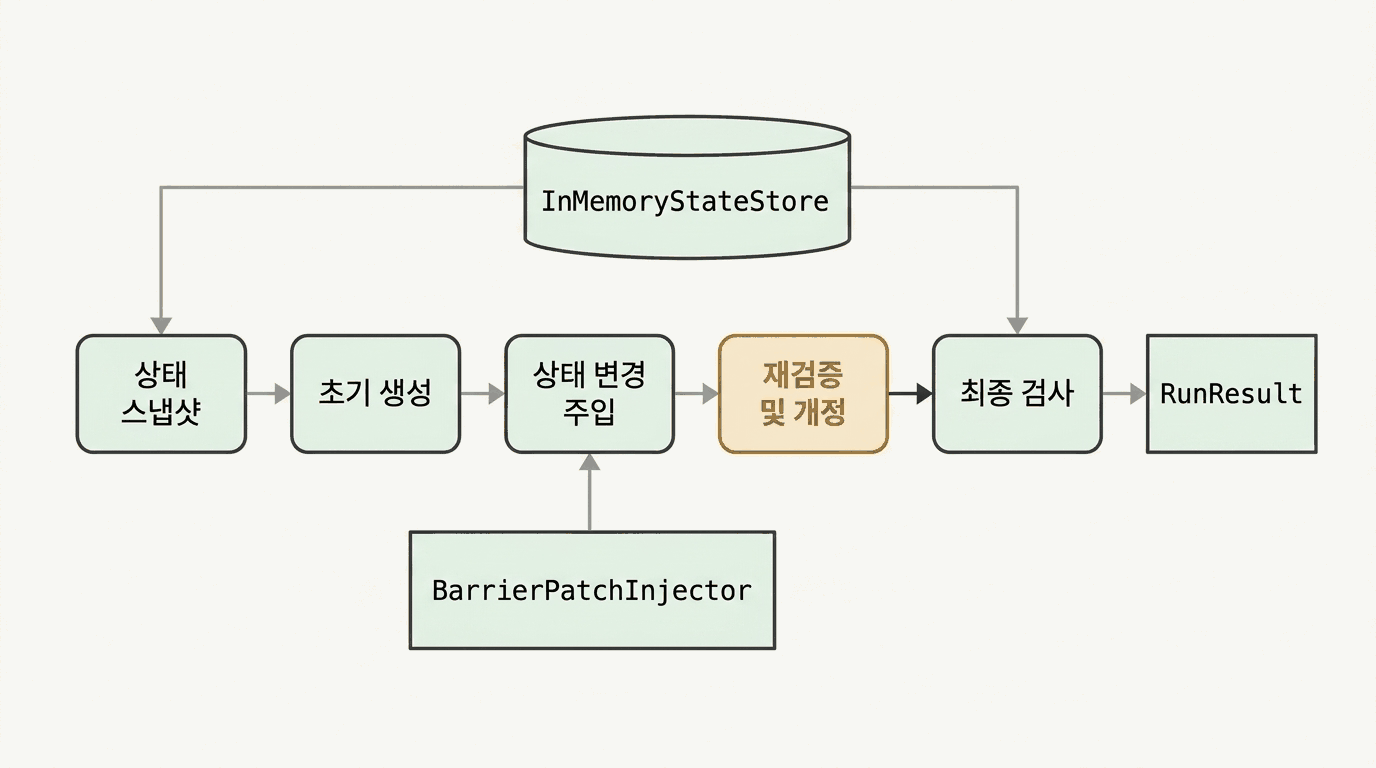 InMemoryStateStore
상태
스냅샷
초기 생성
상태 변경
주입
재검증
및 개정
최종 검사
RunResult
BarrierPatchInjector